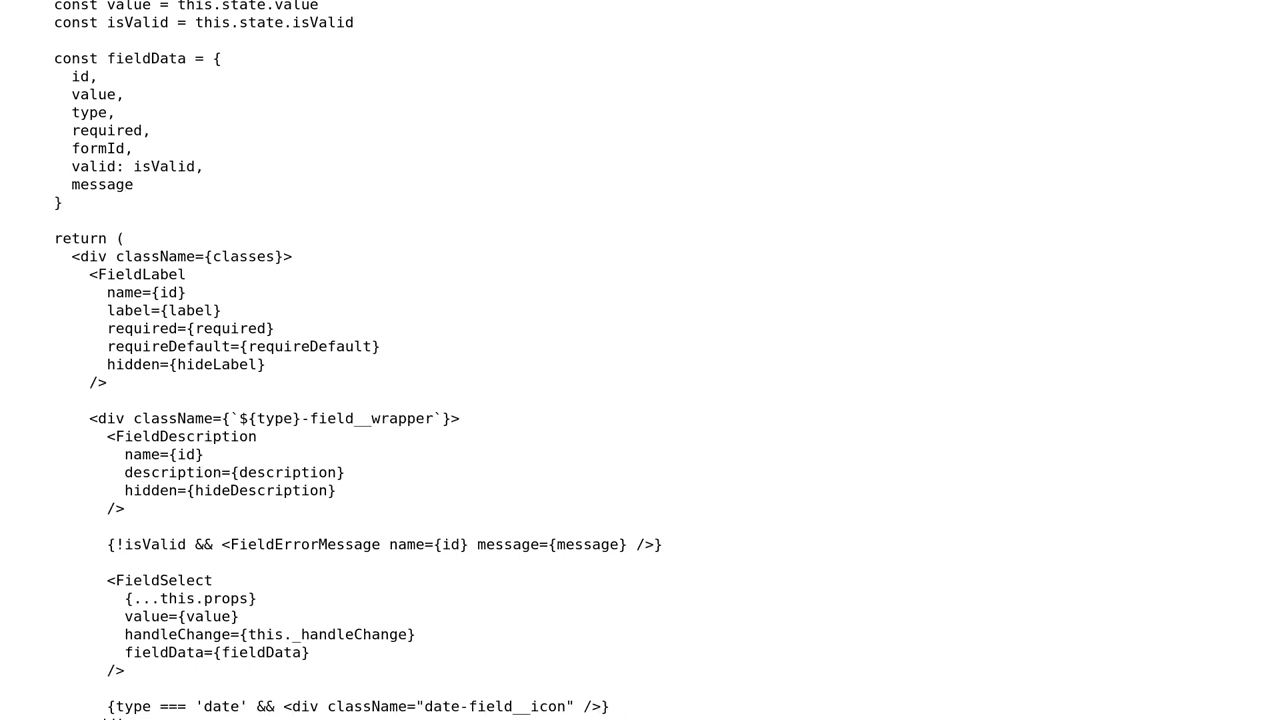 const value = this.state.value
const isValid = this.state.isValid
const fieldData = {
id,
value,
type,
required,
formId,
valid: isValid,
message
}
return (
<div className={classes}>
<FieldLabel
name={id}
label={label}
required={required}
requireDefault={requireDefault}
hidden={hideLabel}
/>
<div className={`${type}-field__wrapper`}>
<FieldDescription
name={id}
description={description}
hidden={hideDescription}
/>
{!isValid && <FieldErrorMessage name={id} message={message} />}
<FieldSelect
{...this.props}
value={value}
handleChange={this._handleChange}
fieldData={fieldData}
/>
{type === 'date' && <div className="date-field__icon" />}